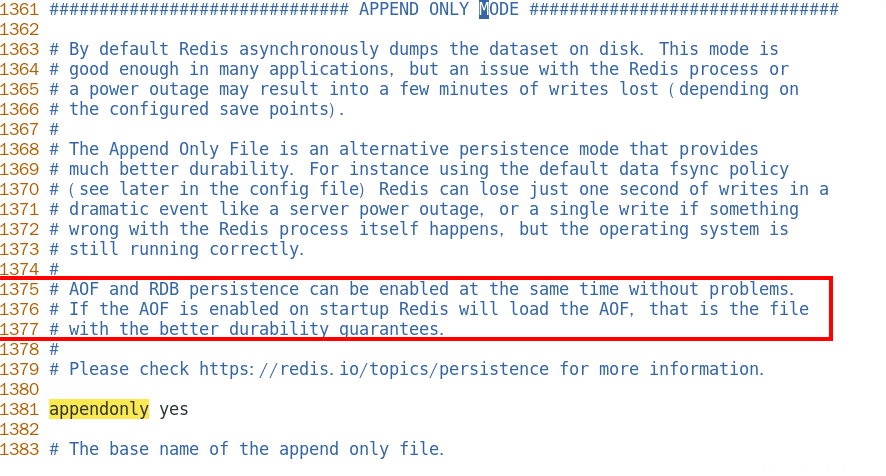 1361 ############################## APPEND ONLY MODE ###############################
1362
1363 # By default Redis asynchronously dumps the dataset on disk. This mode is
1364 # good enough in many applications, but an issue with the Redis process or
1365 # a power outage may result into a few minutes of writes lost (depending on
1366 # the configured save points).
1367 #
1368 # The Append Only File is an alternative persistence mode that provides
1369 # much better durability. For instance using the default data fsync policy
1370 # (see later in the config file) Redis can lose just one second of writes in a
1371 # dramatic event like a server power outage, or a single write if something
1372 # wrong with the Redis process itself happens, but the operating system is
1373 # still running correctly.
1374 #
1375 # AOF and RDB persistence can be enabled at the same time without problems.
1376 # If the AOF is enabled on startup Redis will load the AOF, that is the file
1377 # with the better durability guarantees.
1378 #
1379 # Please check https://redis.io/topics/persistence for more information.
1380
1381 appendonly yes
1382
1383 # The base name of the append only file.